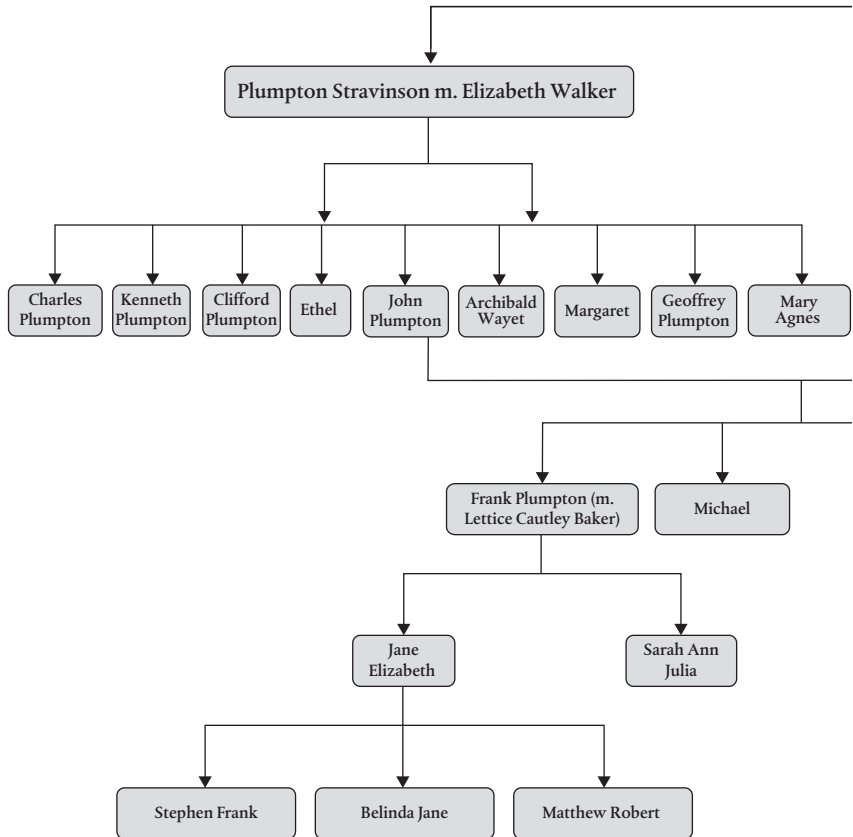 Plumpton Stravinson m. Elizabeth Walker
Charles
Plumpton
Kenneth
Plumpton
Clifford
Plumpton
Ethel
John
Plumpton
Archibald
Wayet
Margaret
Geoffrey
Plumpton
Mary
Agnes
Frank Plumpton (m.
Lettice Cautley Baker)
Michael
Jane
Elizabeth
Sarah Ann
Julia
Stephen Frank
Belinda Jane
Matthew Robert